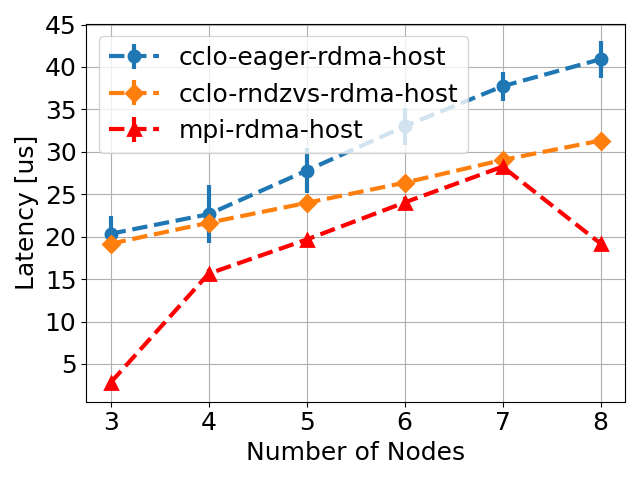 45
40
35
30
25
20
15
10
5
Latency [us]
cclo-eager-rdma-host
cclo-rndzvs-rdma-host
mpi-rdma-host
3 4 5 6 7 8
Number of Nodes